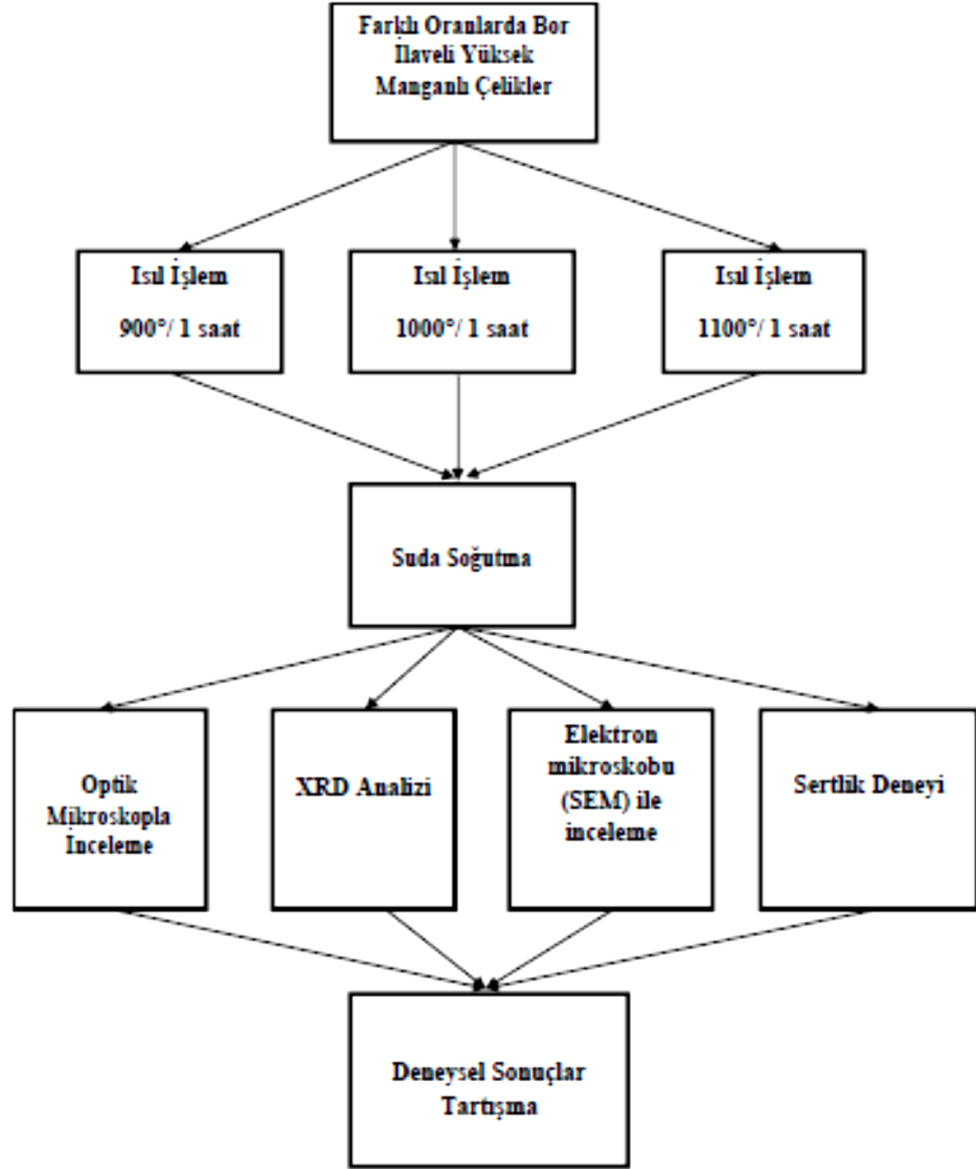 Farklı Oranlarda Bor
İlaveli Yüksek
Manganlı Çelikler
Isıl İşlem
900°/ 1 saat
Isıl İşlem
1000°/ 1 saat
Isıl İşlem
1100°/ 1 saat
Suda Soğutma
Optik
Mikroskopla
İnceleme
XRD Analizi
Elektron
mikroskobu
(SEM) ile
inceleme
Sertlik Deneyi
Deneysel Sonuçlar
Tartışma